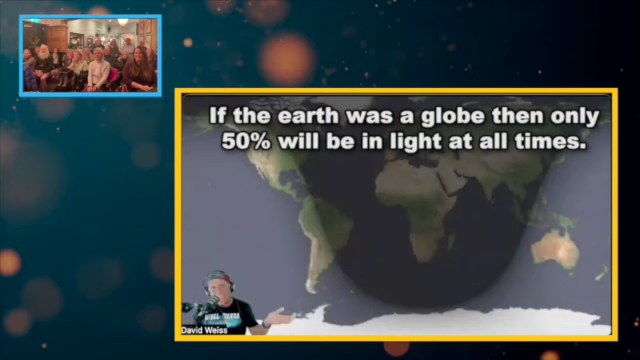 If the earth was a globe then only
50% will be in light at all times.
David Weiss